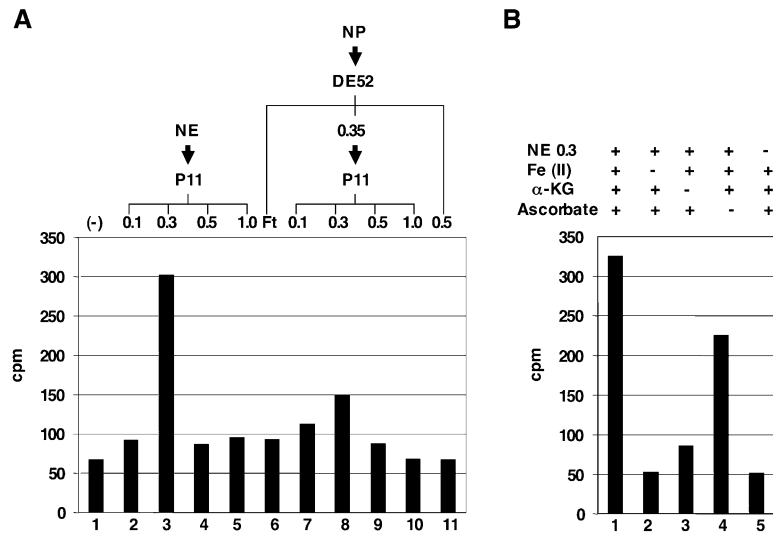 A
NP
DE52
NE
0.35
P11
P11
(-) 0.1 0.3 0.5 1.0 Ft 0.1 0.3 0.5 1.0 0.5
350
300
250
200
150
100
50
0
cpm
1 2 3 4 5 6 7 8 9 10 11
B
NE 0.3 + + + + -
Fe (II) + - + + +
α-KG + + - + +
Ascorbate + + + - +
350
300
250
200
150
100
50
0
cpm
1 2 3 4 5